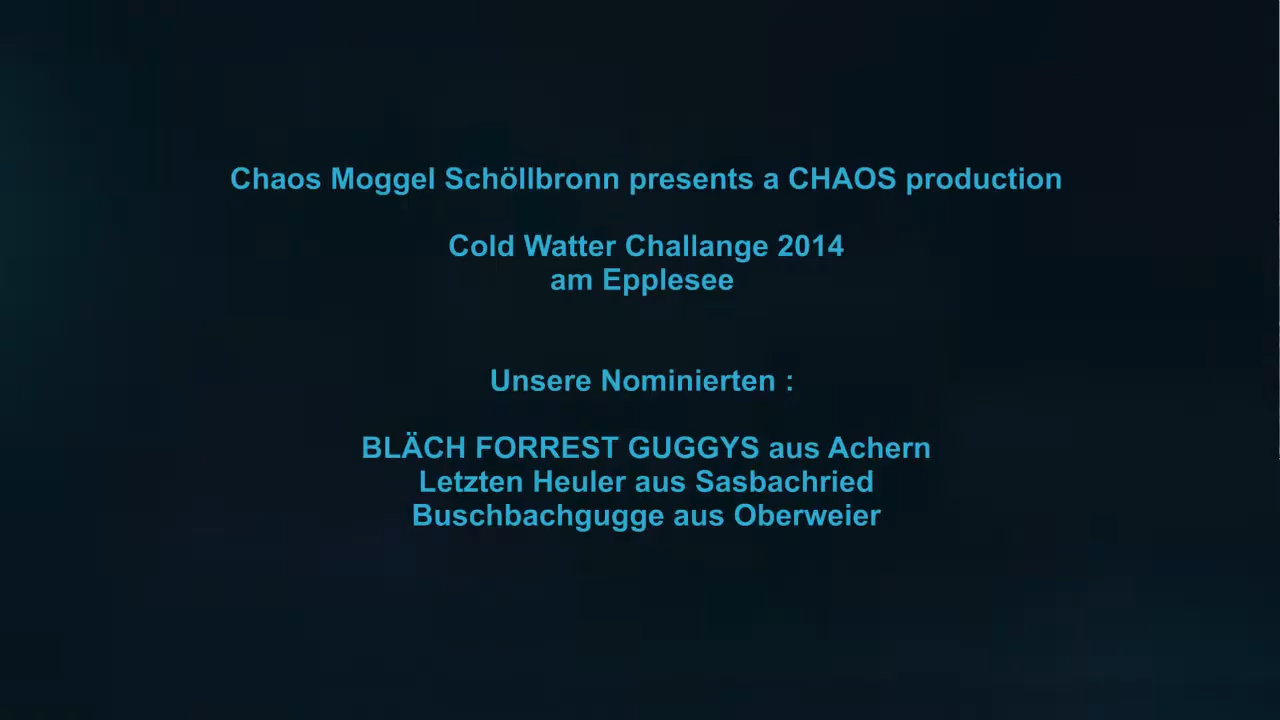 Chaos Moggel Schöllbronn presents a CHAOS production
Cold Watter Challange 2014
am Epplesee
Unsere Nominierten :
BLÄCH FORREST GUGGYS aus Achern
Letzten Heuler aus Sasbachried
Buschbachgugge aus Oberweier